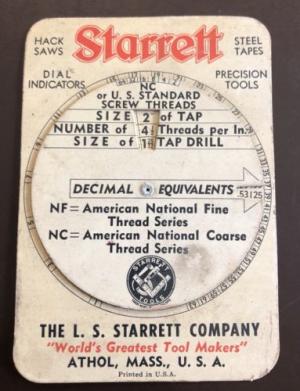 HACK
SAWS
Starrett
STEEL
TAPES
DIAL
INDICATORS
PRECISION
TOOLS
NC
or U. S. STANDARD
SCREW THREADS
SIZE 2 of TAP
NUMBER of 4½ Threads per In.
SIZE of TAP DRILL
DECIMAL EQUIVALENTS .53125
NF= American National Fine
Thread Series
NC= American National Coarse
Thread Series
STARRETT
TOOLS
THE L. S. STARRETT COMPANY
"World's Greatest Tool Makers"
ATHOL, MASS., U. S. A.
Printed in U.S.A.